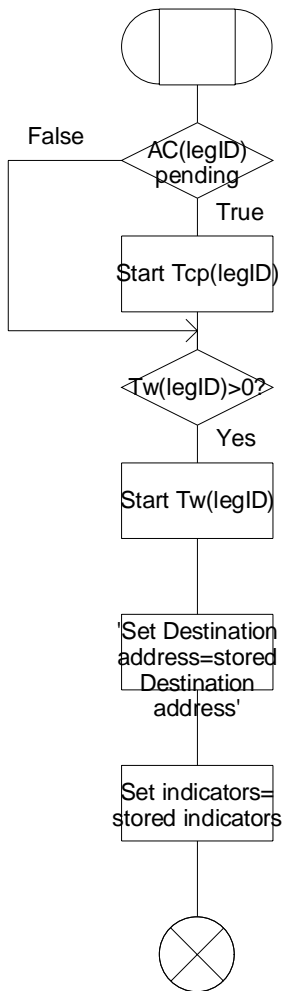 False
AC(legID)
pending
True
Start Tcp(legID)
Tw(legID)>0?
Yes
Start Tw(legID)
'Set Destination
address=stored
Destination
address'
Set indicators=
stored indicators